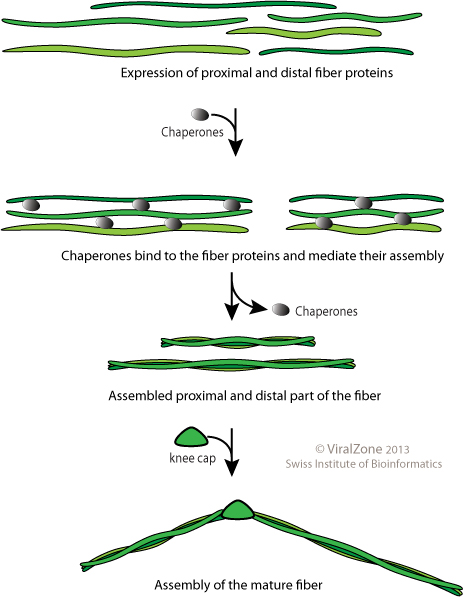 Expression of proximal and distal fiber proteins
Chaperones
Chaperones bind to the fiber proteins and mediate their assembly
Chaperones
Assembled proximal and distal part of the fiber
knee cap
© ViralZone 2013
Swiss Institute of Bioinformatics
Assembly of the mature fiber